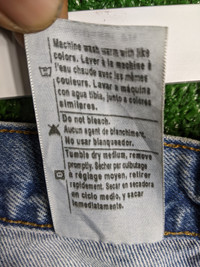 Machine wash warm with like
colors. Laver à la machine à
l'eau chaude avec les mêmes
couleurs. Lavar a maquina
con agua tibia, junto a colores
similares.
Do not bleach.
Aucun agent de blanchiment.
No usar blanqueador.
Tumble dry medium, remove
promptly. Sécher par culbutage
à réglage moyen, retirer
rapidement. Secar en secadora
en ciclo medio, y sacar
inmediatamente.